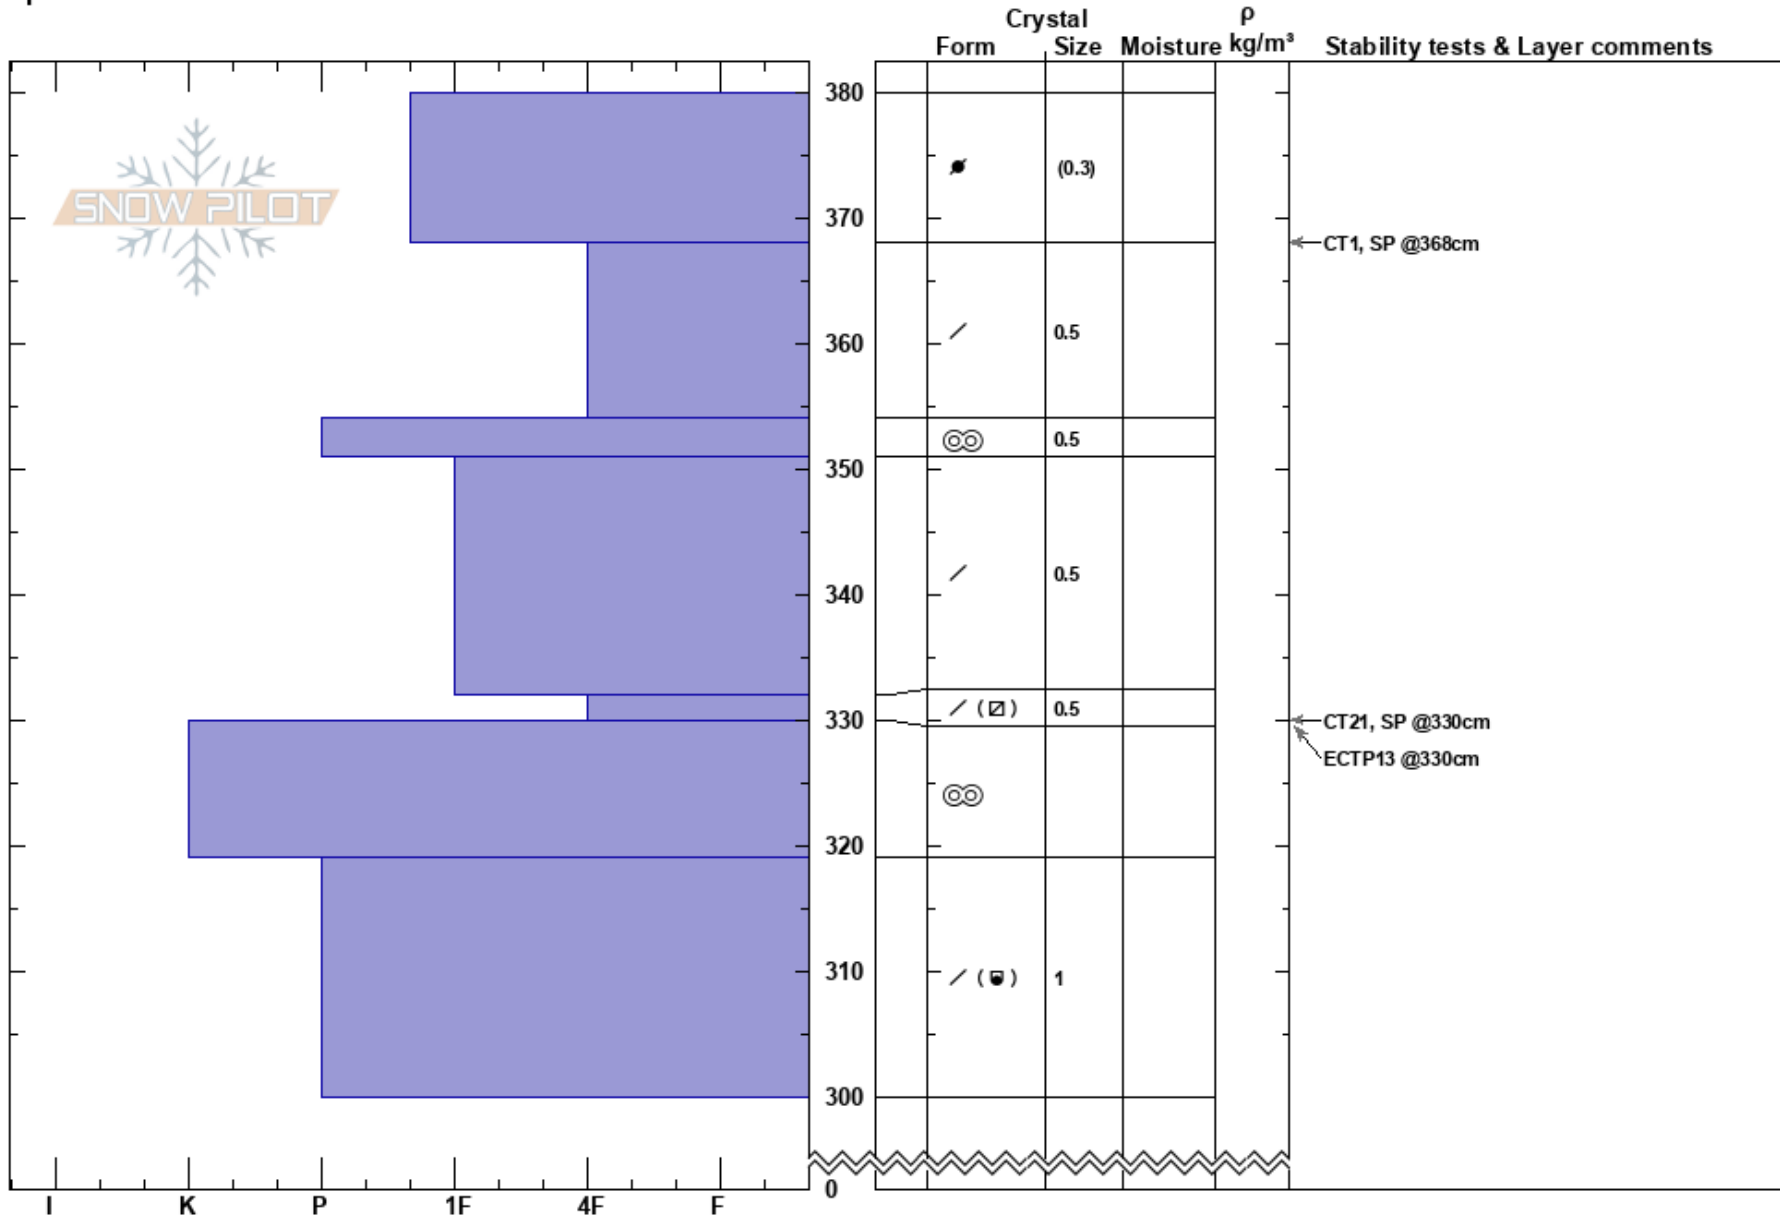 Crystal
ρ
Form Size Moisture kg/m³ Stability tests & Layer comments
380
SNOW PILOT
(0.3)
370
CT1, SP @368cm
0.5
360
0.5
350
0.5
340
0.5
330
CT21, SP @330cm
ECTP13 @330cm
320
310
1
300
0
I K P 1F 4F F